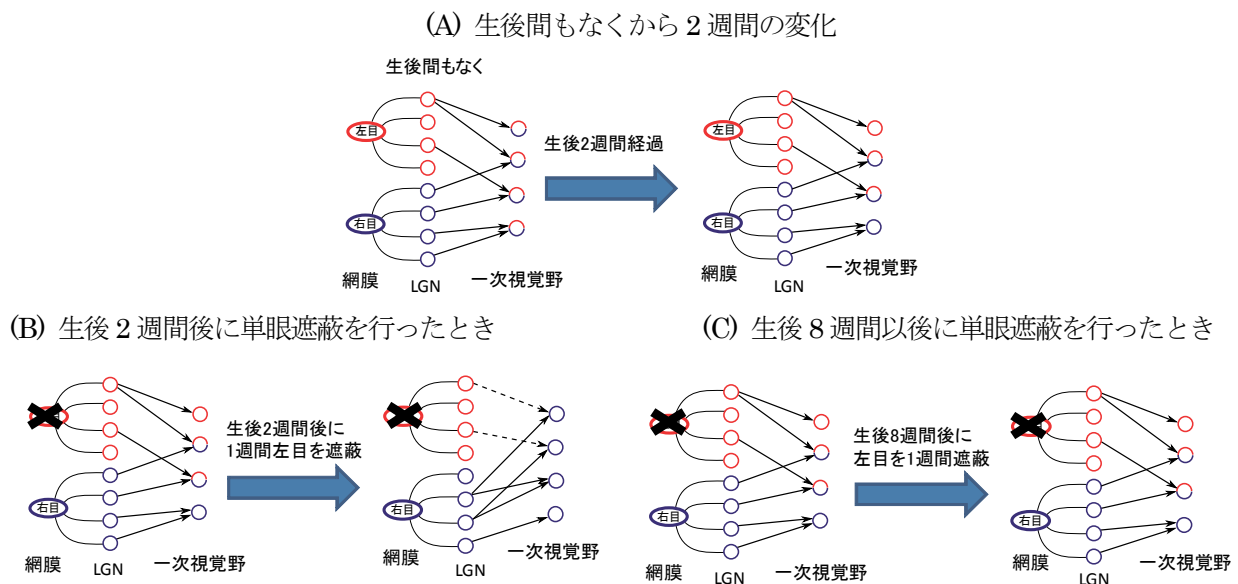 (A) 生後間もなくから 2 週間の変化
生後間もなく
左目
右目
網膜
LGN
一次視覚野
生後2週間経過
左目
右目
網膜
LGN
一次視覚野
(B) 生後 2 週間後に単眼遮蔽を行ったとき
右目
網膜
LGN
一次視覚野
生後2週間後に
1週間左目を遮蔽
右目
網膜
LGN
一次視覚野
(C) 生後 8 週間以後に単眼遮蔽を行ったとき
右目
網膜
LGN
一次視覚野
生後8週間後に
左目を1週間遮蔽
右目
網膜
LGN
一次視覚野